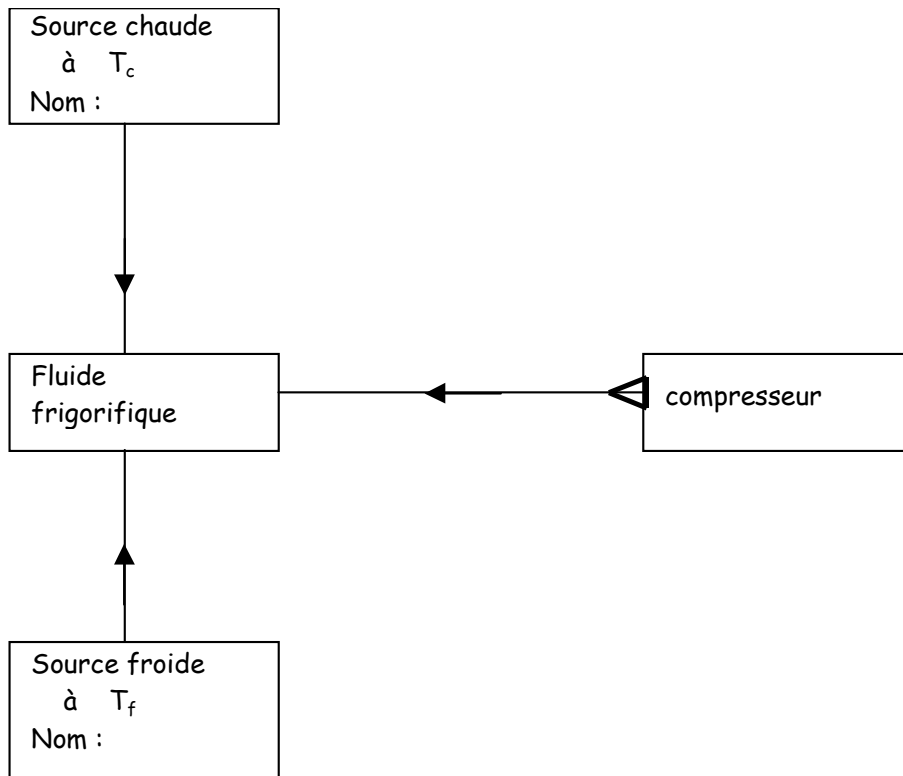 Source chaude
à T_c
Nom :
Fluide
frigorifique
compresseur
Source froide
à T_f
Nom :